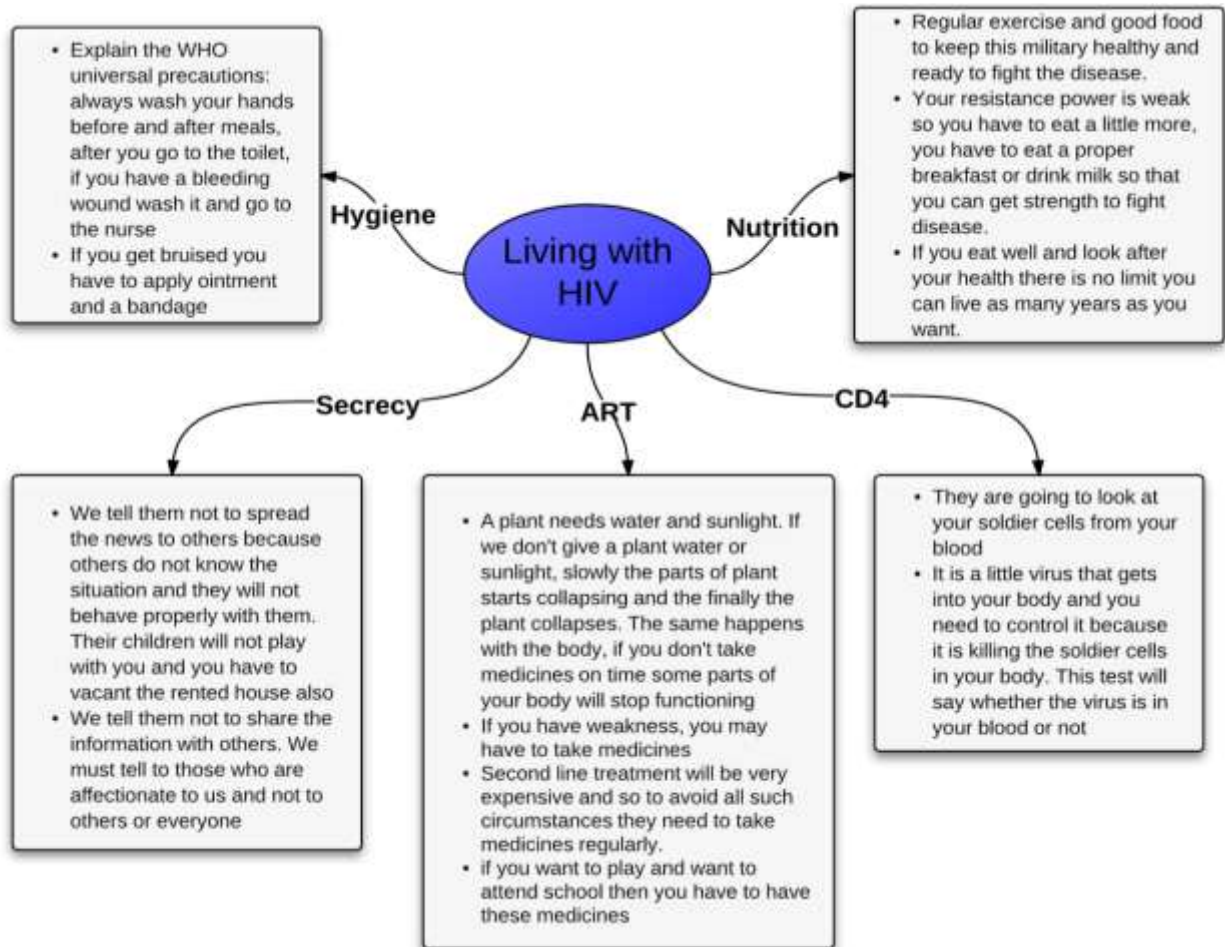 • Explain the WHO
universal precautions:
always wash your hands
before and after meals,
after you go to the toilet,
if you have a bleeding
wound wash it and go to
the nurse
• If you get bruised you
have to apply ointment
and a bandage
Hygiene
Living with
HIV
Nutrition
• Regular exercise and good food
to keep this military healthy and
ready to fight the disease.
• Your resistance power is weak
so you have to eat a little more,
you have to eat a proper
breakfast or drink milk so that
you can get strength to fight
disease.
• If you eat well and look after
your health there is no limit you
can live as many years as you
want.
Secrecy
ART
CD4
• We tell them not to spread
the news to others because
others do not know the
situation and they will not
behave properly with them.
Their children will not play
with you and you have to
vacant the rented house also
• We tell them not to share the
information with others. We
must tell to those who are
affectionate to us and not to
others or everyone
• A plant needs water and sunlight. If
we don't give a plant water or
sunlight, slowly the parts of plant
starts collapsing and the finally the
plant collapses. The same happens
with the body, if you don't take
medicines on time some parts of
your body will stop functioning
• If you have weakness, you may
have to take medicines
• Second line treatment will be very
expensive and so to avoid all such
circumstances they need to take
medicines regularly.
• if you want to play and want to
attend school then you have to have
these medicines
• They are going to look at
your soldier cells from your
blood
• It is a little virus that gets
into your body and you
need to control it because
it is killing the soldier cells
in your body. This test will
say whether the virus is in
your blood or not